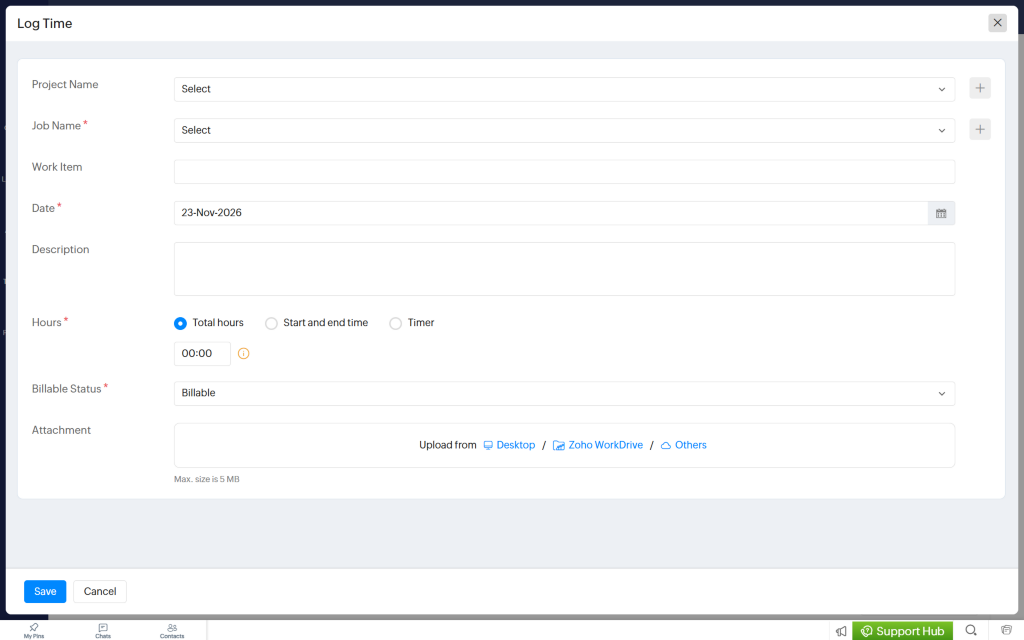 Log Time
Project Name
Select
Job Name *
Select
Work Item
Date *
23-Nov-2026
Description
Hours *
Total hours
Start and end time
Timer
00:00
Billable Status *
Billable
Attachment
Upload from Desktop / Zoho WorkDrive / Others
Max. size is 5 MB
Save
Cancel
My Pins
Chats
Contacts
Support Hub